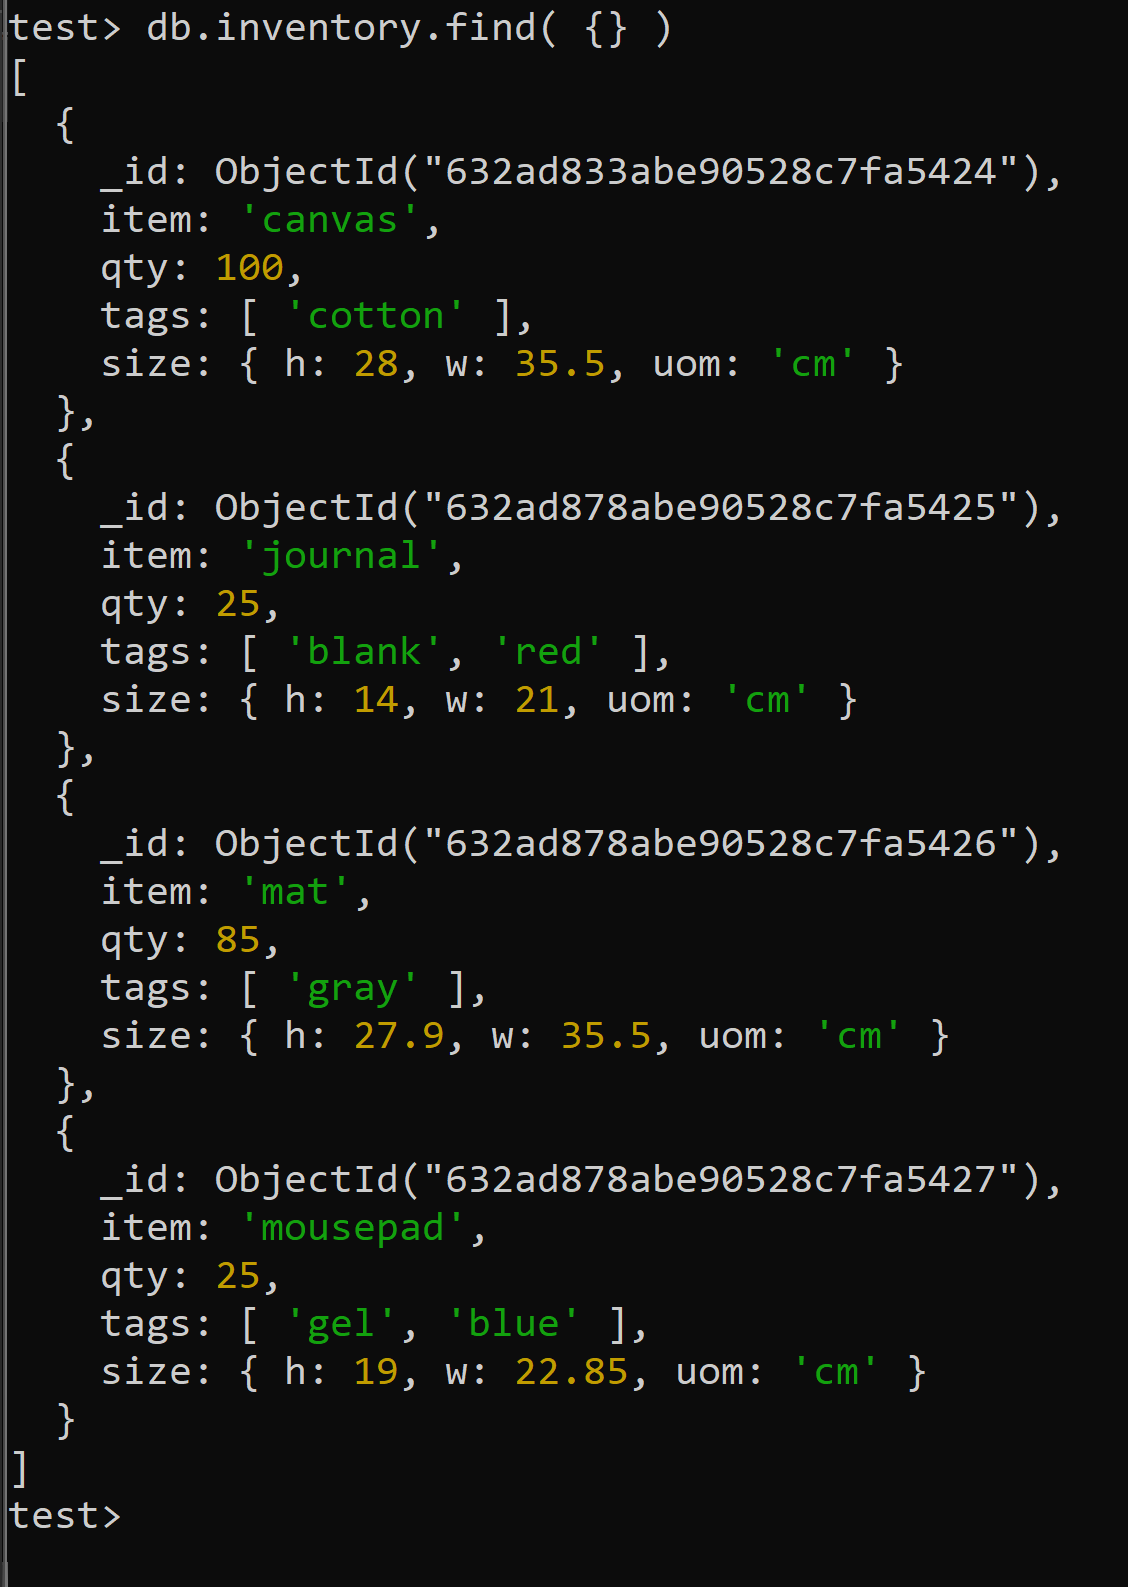 test> db.inventory.find( {} )
[
  {
    _id: ObjectId("632ad833abe90528c7fa5424"),
    item: 'canvas',
    qty: 100,
    tags: [ 'cotton' ],
    size: { h: 28, w: 35.5, uom: 'cm' }
  },
  {
    _id: ObjectId("632ad878abe90528c7fa5425"),
    item: 'journal',
    qty: 25,
    tags: [ 'blank', 'red' ],
    size: { h: 14, w: 21, uom: 'cm' }
  },
  {
    _id: ObjectId("632ad878abe90528c7fa5426"),
    item: 'mat',
    qty: 85,
    tags: [ 'gray' ],
    size: { h: 27.9, w: 35.5, uom: 'cm' }
  },
  {
    _id: ObjectId("632ad878abe90528c7fa5427"),
    item: 'mousepad',
    qty: 25,
    tags: [ 'gel', 'blue' ],
    size: { h: 19, w: 22.85, uom: 'cm' }
  }
]
test>